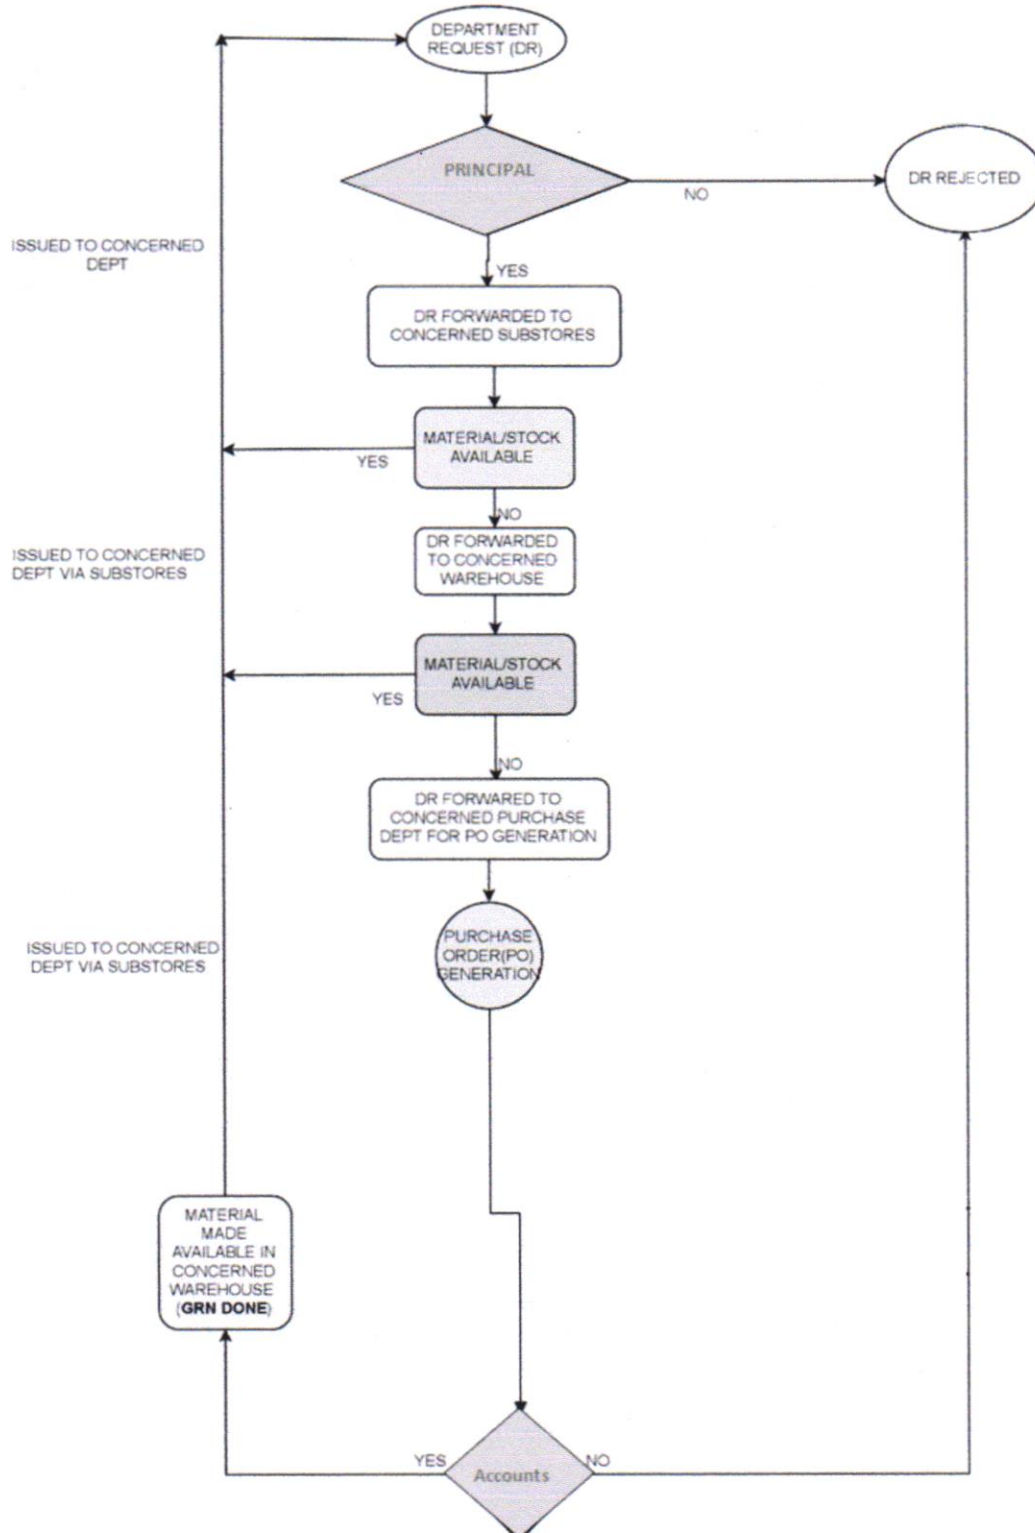 DEPARTMENT
REQUEST (DR)
PRINCIPAL
NO
DR REJECTED
ISSUED TO CONCERNED
DEPT
YES
DR FORWARDED TO
CONCERNED SUBSTORES
MATERIAL/STOCK
AVAILABLE
YES
NO
ISSUED TO CONCERNED
DEPT VIA SUBSTORES
DR FORWARDED
TO CONCERNED
WAREHOUSE
MATERIAL/STOCK
AVAILABLE
YES
NO
DR FORWARED TO
CONCERNED PURCHASE
DEPT FOR PO GENERATION
PURCHASE
ORDER(PO)
GENERATION
ISSUED TO CONCERNED
DEPT VIA SUBSTORES
MATERIAL
MADE
AVAILABLE IN
CONCERNED
WAREHOUSE
(GRN DONE)
YES
Accounts
NO